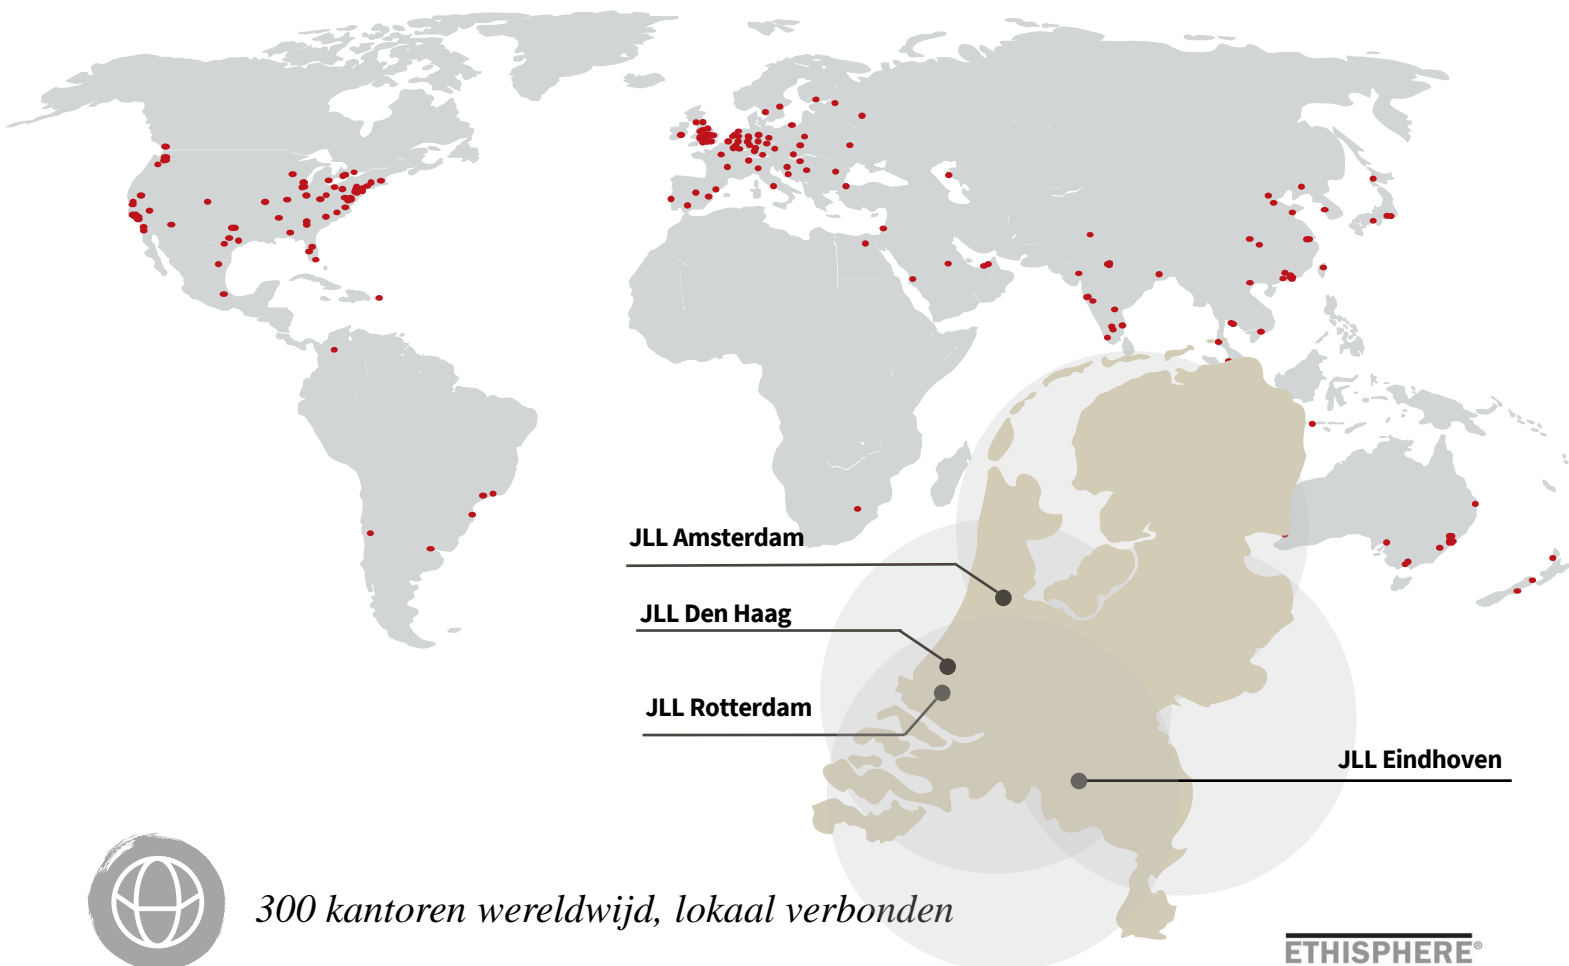 JLL Amsterdam
JLL Den Haag
JLL Rotterdam
JLL Eindhoven
300 kantoren wereldwijd, lokaal verbonden
ETHISPHERE®